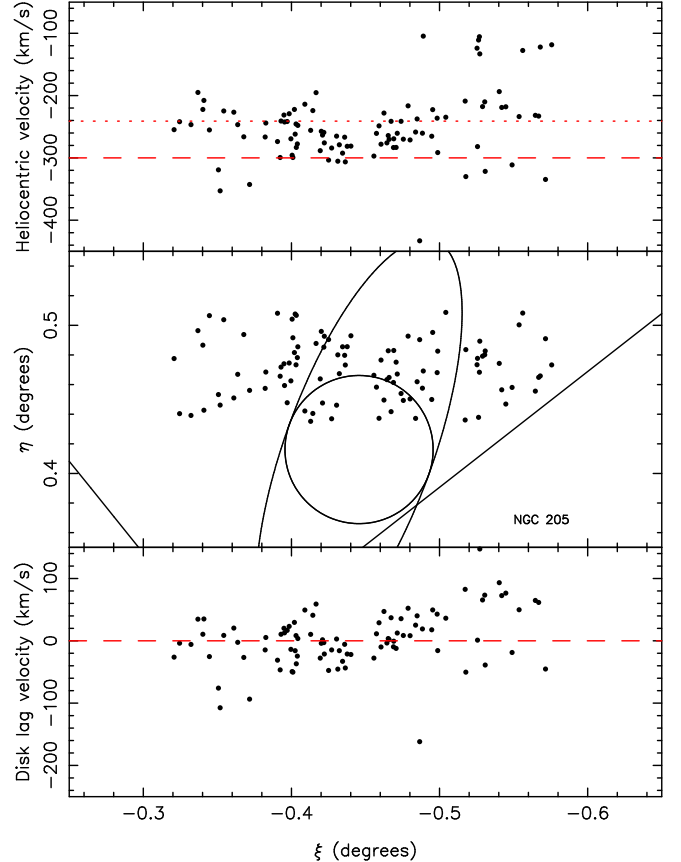 Heliocentric velocity (km/s)
−100
−200
−300
−400
η (degrees)
0.5
0.4
NGC 205
Disk lag velocity (km/s)
100
0
−100
−200
−0.3 −0.4 −0.5 −0.6
ξ (degrees)